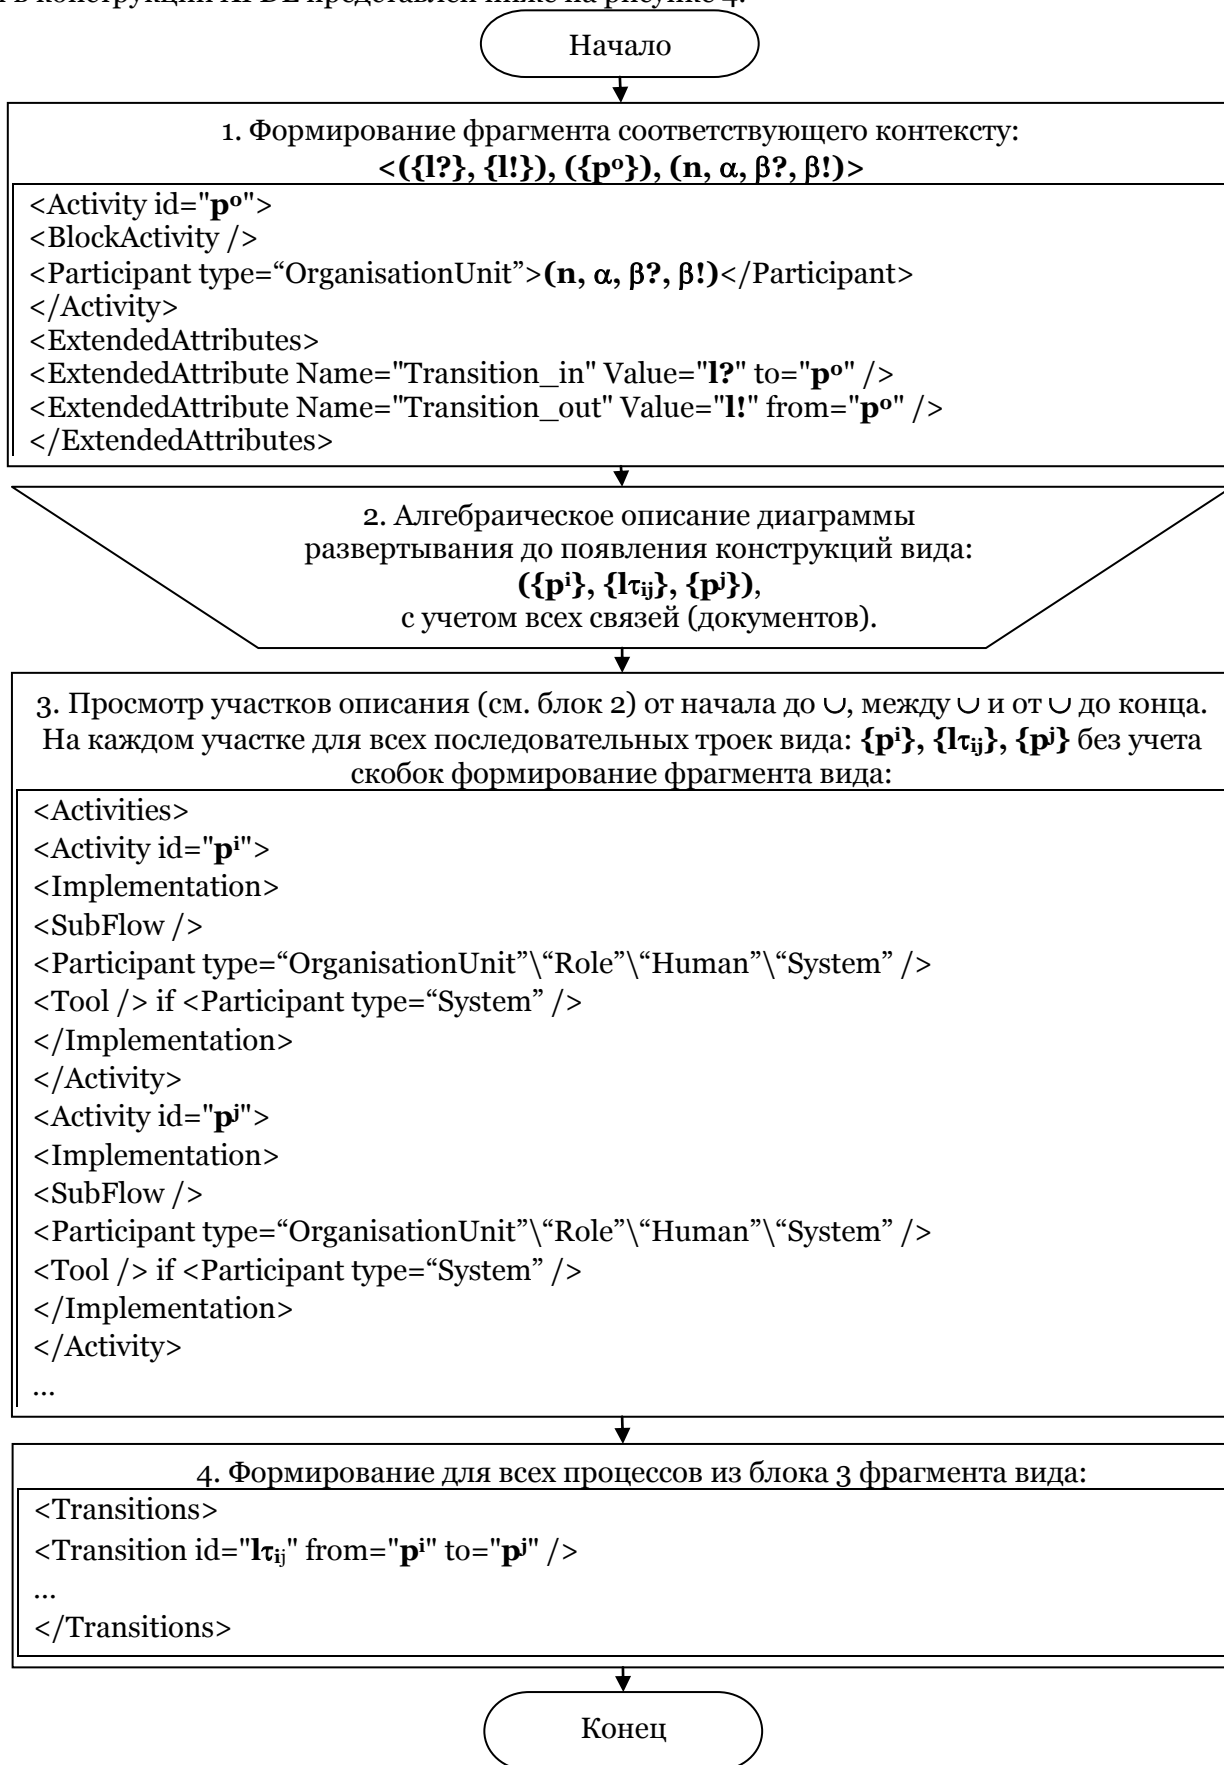 в конструкции XPDL представлен ниже на рисунке 4.
Начало
1. Формирование фрагмента соответствующего контексту:
<({l?}, {l!}), ({pᵒ}), (n, α, β?, β!)>
<Activity id="pᵒ">
<BlockActivity />
<Participant type=“OrganisationUnit”>(n, α, β?, β!)</Participant>
</Activity>
<ExtendedAttributes>
<ExtendedAttribute Name="Transition_in" Value="l?" to="pᵒ" />
<ExtendedAttribute Name="Transition_out" Value="l!" from="pᵒ" />
</ExtendedAttributes>
2. Алгебраическое описание диаграммы
развертывания до появления конструкций вида:
({pⁱ}, {lτᵢⱼ}, {pʲ}),
с учетом всех связей (документов).
3. Просмотр участков описания (см. блок 2) от начала до ∪, между ∪ и от ∪ до конца.
На каждом участке для всех последовательных троек вида: {pⁱ}, {lτᵢⱼ}, {pʲ} без учета
скобок формирование фрагмента вида:
<Activities>
<Activity id="pⁱ">
<Implementation>
<SubFlow />
<Participant type=“OrganisationUnit”\“Role”\“Human”\“System” />
<Tool /> if <Participant type=“System” />
</Implementation>
</Activity>
<Activity id="pʲ">
<Implementation>
<SubFlow />
<Participant type=“OrganisationUnit”\“Role”\“Human”\“System” />
<Tool /> if <Participant type=“System” />
</Implementation>
</Activity>
...
4. Формирование для всех процессов из блока 3 фрагмента вида:
<Transitions>
<Transition id="lτᵢⱼ" from="pⁱ" to="pʲ" />
...
</Transitions>
Конец